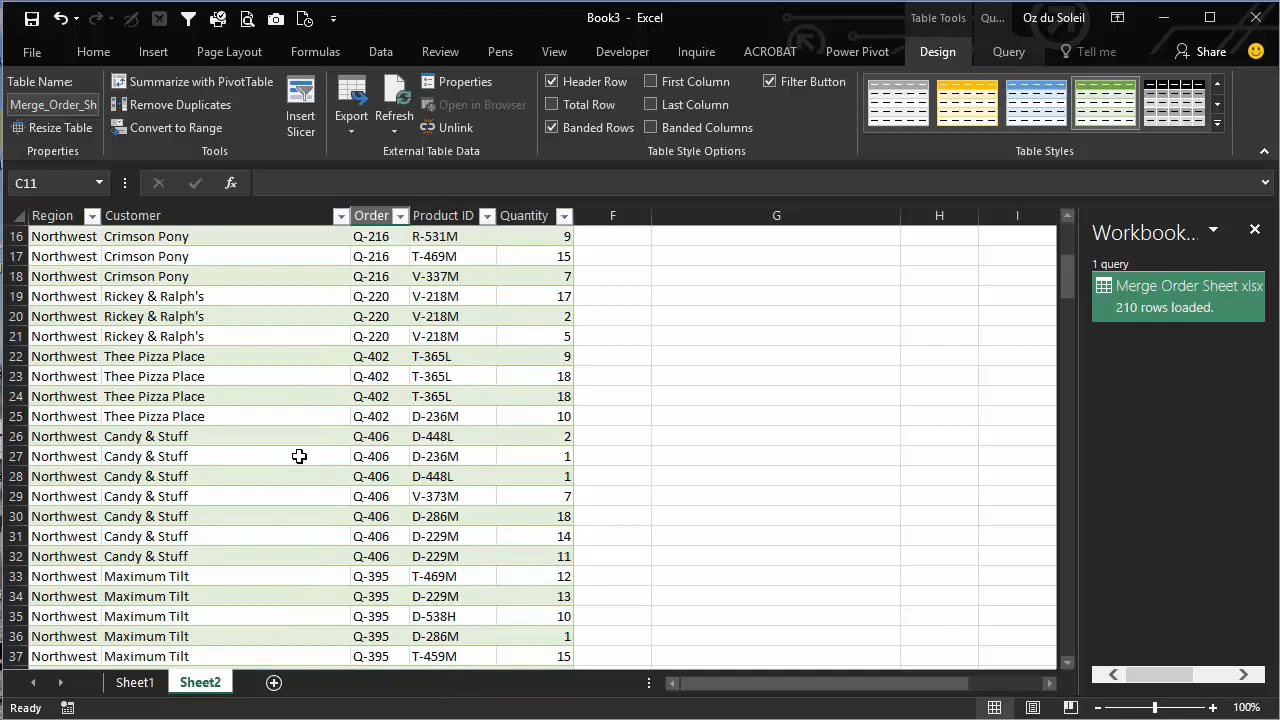 Book3 - Excel
Table Tools
Qu...
Oz du Soleil
File Home Insert Page Layout Formulas Data Review View Pens Developer Inquire ACROBAT Power Pivot Design Query Tell me Share
Table Name:
Merge_Order_Sh
Resize Table
Properties
Summarize with PivotTable
Remove Duplicates
Convert to Range
Tools
Insert
Slicer
Export
Refresh
Properties
Open in Browser
Unlink
External Table Data
Header Row First Column Filter Button
Total Row Last Column
Banded Rows Banded Columns
Table Style Options
Table Styles
C11
fx
Region Customer Order Product ID Quantity F G H I
16 Northwest Crimson Pony Q-216 R-531M 9
17 Northwest Crimson Pony Q-216 T-469M 15
18 Northwest Crimson Pony Q-216 V-337M 7
19 Northwest Rickey & Ralph's Q-220 V-218M 17
20 Northwest Rickey & Ralph's Q-220 V-218M 2
21 Northwest Rickey & Ralph's Q-220 V-218M 5
22 Northwest Thee Pizza Place Q-402 T-365L 9
23 Northwest Thee Pizza Place Q-402 T-365L 18
24 Northwest Thee Pizza Place Q-402 T-365L 18
25 Northwest Thee Pizza Place Q-402 D-236M 10
26 Northwest Candy & Stuff Q-406 D-448L 2
27 Northwest Candy & Stuff Q-406 D-236M 1
28 Northwest Candy & Stuff Q-406 D-448L 1
29 Northwest Candy & Stuff Q-406 V-373M 7
30 Northwest Candy & Stuff Q-406 D-286M 18
31 Northwest Candy & Stuff Q-406 D-229M 14
32 Northwest Candy & Stuff Q-406 D-229M 11
33 Northwest Maximum Tilt Q-395 T-469M 12
34 Northwest Maximum Tilt Q-395 D-229M 13
35 Northwest Maximum Tilt Q-395 D-538H 10
36 Northwest Maximum Tilt Q-395 D-286M 1
37 Northwest Maximum Tilt Q-395 T-459M 15
Workbook...
1 query
Merge Order Sheet xlsx
210 rows loaded.
Sheet1 Sheet2
Ready
100%